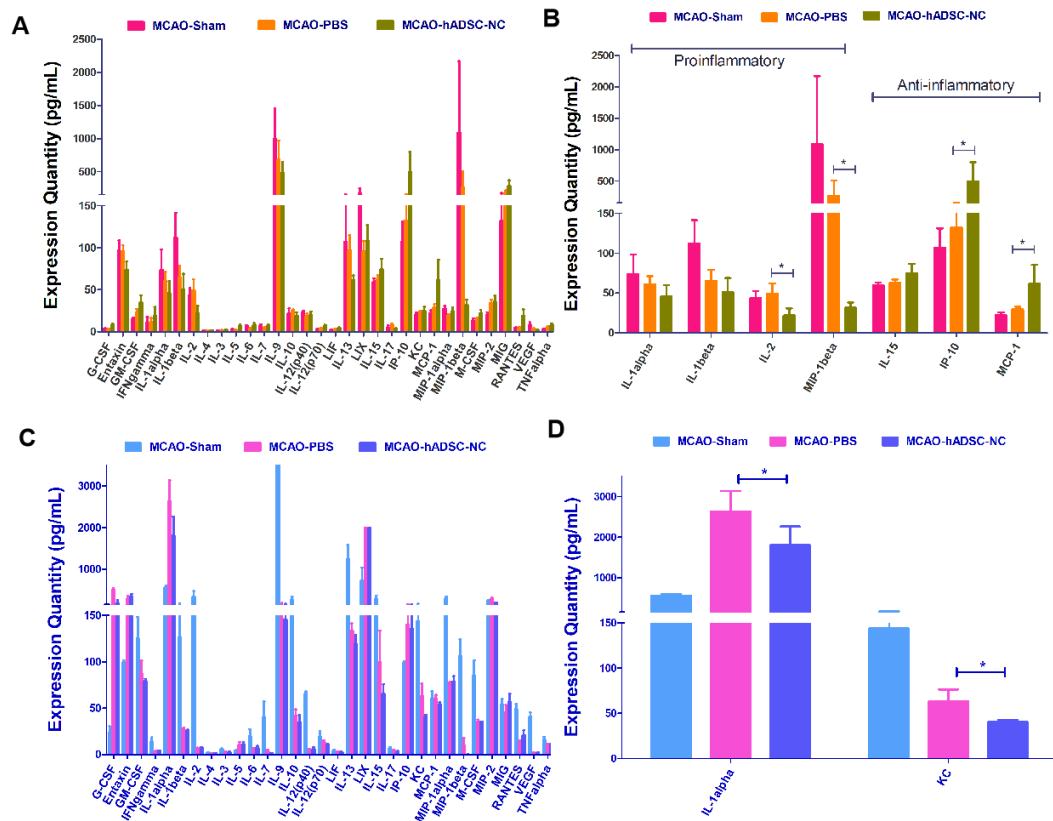 A
MCAO-Sham MCAO-PBS MCAO-hADSC-NC
Expression Quantity (pg/mL)
2500
2000
1500
1000
500
150
100
50
0
G-CSF
Entaxin
GM-CSF
IFNgamma
IL-1alpha
IL-1beta
IL-2
IL-4
IL-3
IL-5
IL-6
IL-7
IL-9
IL-10
IL-12(p40)
IL-12(p70)
LIF
IL-13
LIX
IL-15
IL-17
IP-10
KC
MCP-1
MIP-1alpha
MIP-1beta
M-CSF
MIP-2
MIG
RANTES
VEGF
TNFalpha
B
MCAO-Sham MCAO-PBS MCAO-hADSC-NC
Expression Quantity (pg/mL)
2500
2000
1500
1000
500
150
100
50
0
Proinflammatory
Anti-inflammatory
*
*
*
*
IL-1alpha
IL-1beta
IL-2
MIP-1beta
IL-15
IP-10
MCP-1
C
MCAO-Sham MCAO-PBS MCAO-hADSC-NC
Expression Quantity (pg/mL)
3000
2000
1000
150
100
50
0
G-CSF
Entaxin
GM-CSF
IFNgamma
IL-1alpha
IL-1beta
IL-2
IL-4
IL-3
IL-5
IL-6
IL-7
IL-9
IL-10
IL-12(p40)
IL-12(p70)
LIF
IL-13
LIX
IL-15
IL-17
IP-10
KC
MCP-1
MIP-1alpha
MIP-1beta
M-CSF
MIP-2
MIG
RANTES
VEGF
TNFalpha
D
MCAO-Sham MCAO-PBS MCAO-hADSC-NC
Expression Quantity (pg/mL)
3000
2000
1000
150
100
50
0
*
*
IL-1alpha
KC